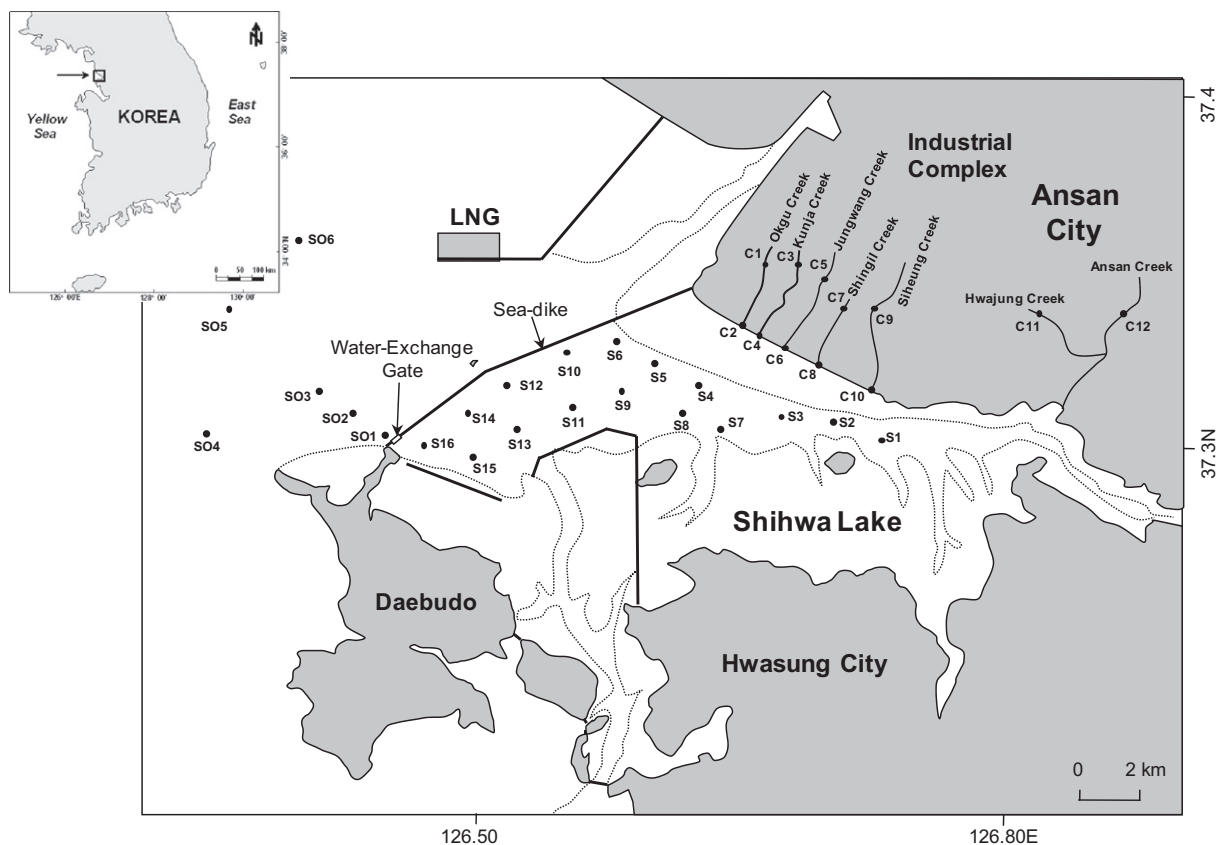 N
38° 00'
36° 00'
34° 00'N
Yellow
Sea
KOREA
East
Sea
0 50 100 km
126° 00'E
128° 00'
130° 00'
37.4
37.3N
126.50
126.80E
Industrial
Complex
Ansan
City
LNG
Okgu Creek
Kunja Creek
Jungwang Creek
Shingil Creek
Siheung Creek
Ansan Creek
Hwajung Creek
C1
C3
C5
C7
C9
C11
C12
C2
C4
C6
C8
C10
SO6
SO5
Sea-dike
Water-Exchange
Gate
SO3
SO2
SO1
SO4
S6
S10
S5
S12
S9
S4
S14
S11
S8
S7
S3
S2
S1
S13
S16
S15
Shihwa Lake
Daebudo
Hwasung City
0 2 km